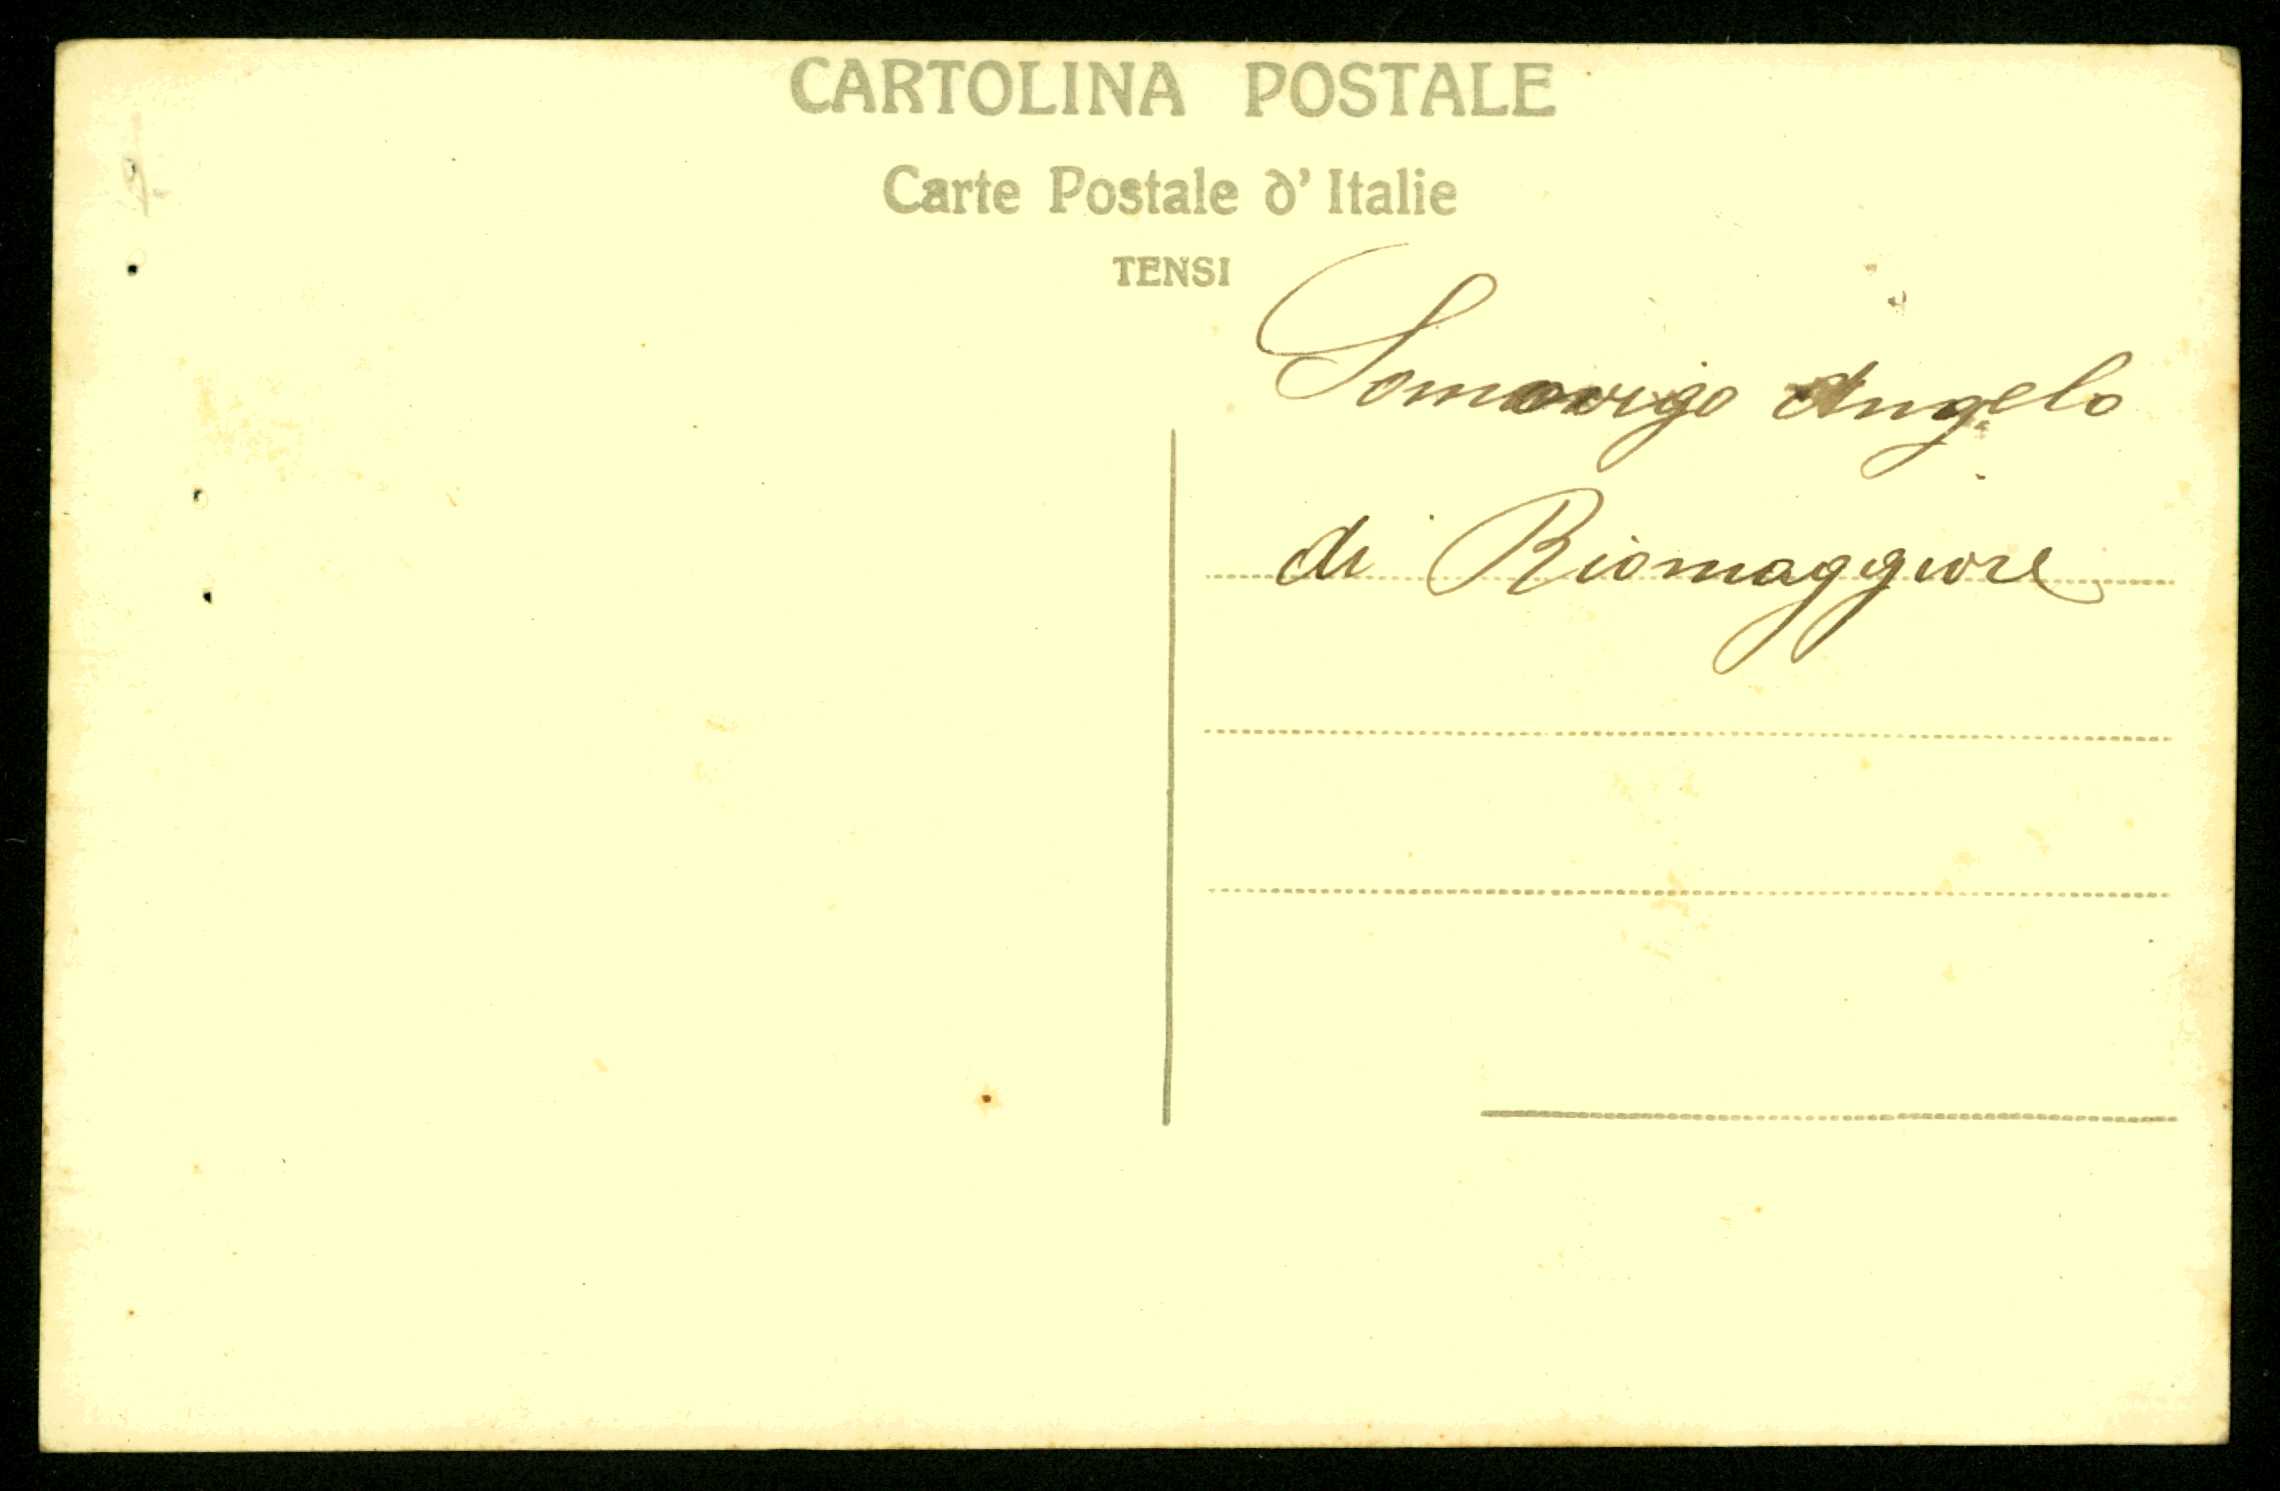 CARTOLINA POSTALE
Carte Postale d' Italie
TENSI
Angelo
di Riomaggiore